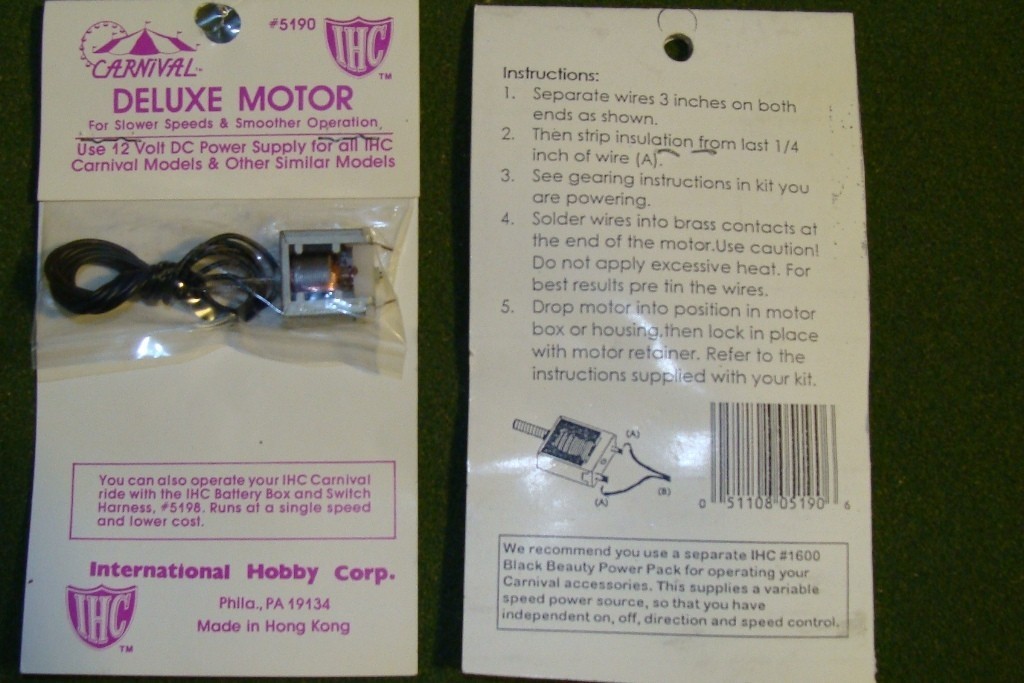 #5190
IHC
TM
CARNIVAL™
DELUXE MOTOR
For Slower Speeds & Smoother Operation
Use 12 Volt DC Power Supply for all IHC
Carnival Models & Other Similar Models
You can also operate your IHC Carnival
ride with the IHC Battery Box and Switch
Harness, #5198. Runs at a single speed
and lower cost.
International Hobby Corp.
IHC
TM
Phila., PA 19134
Made in Hong Kong
Instructions:
1. Separate wires 3 inches on both
ends as shown.
2. Then strip insulation from last 1/4
inch of wire (A).
3. See gearing instructions in kit you
are powering.
4. Solder wires into brass contacts at
the end of the motor.Use caution!
Do not apply excessive heat. For
best results pre tin the wires.
5. Drop motor into position in motor
box or housing,then lock in place
with motor retainer. Refer to the
instructions supplied with your kit.
(A)
(A)
(B)
0 51108 05190 6
We recommend you use a separate IHC #1600
Black Beauty Power Pack for operating your
Carnival accessories. This supplies a variable
speed power source, so that you have
independent on, off, direction and speed control.